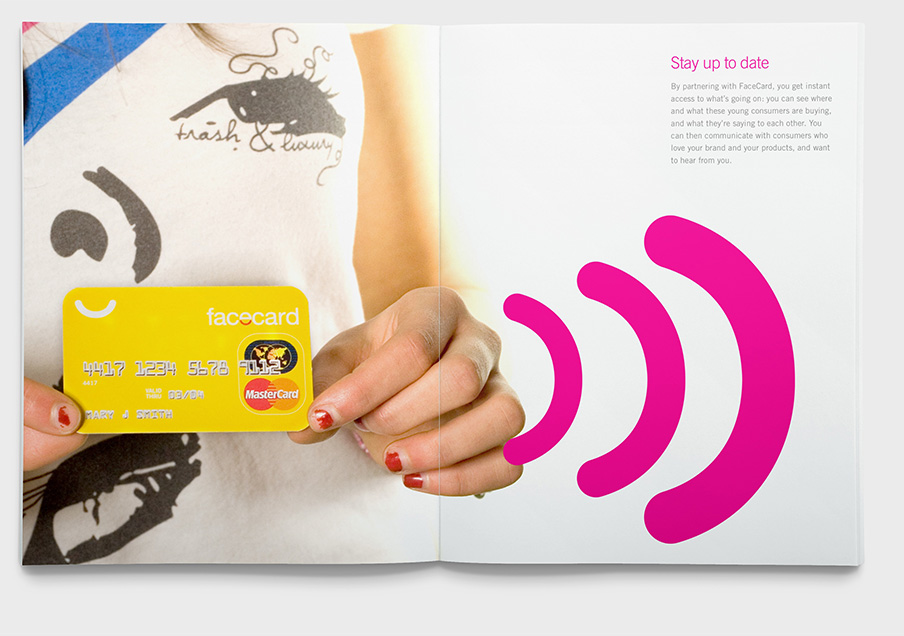 trash & luxury
facecard
4417 1234 5678 9112
4417
VALID THRU 03/04
MARY J SMITH
MasterCard
Stay up to date
By partnering with FaceCard, you get instant
access to what's going on: you can see where
and what these young consumers are buying,
and what they're saying to each other. You
can then communicate with consumers who
love your brand and your products, and want
to hear from you.